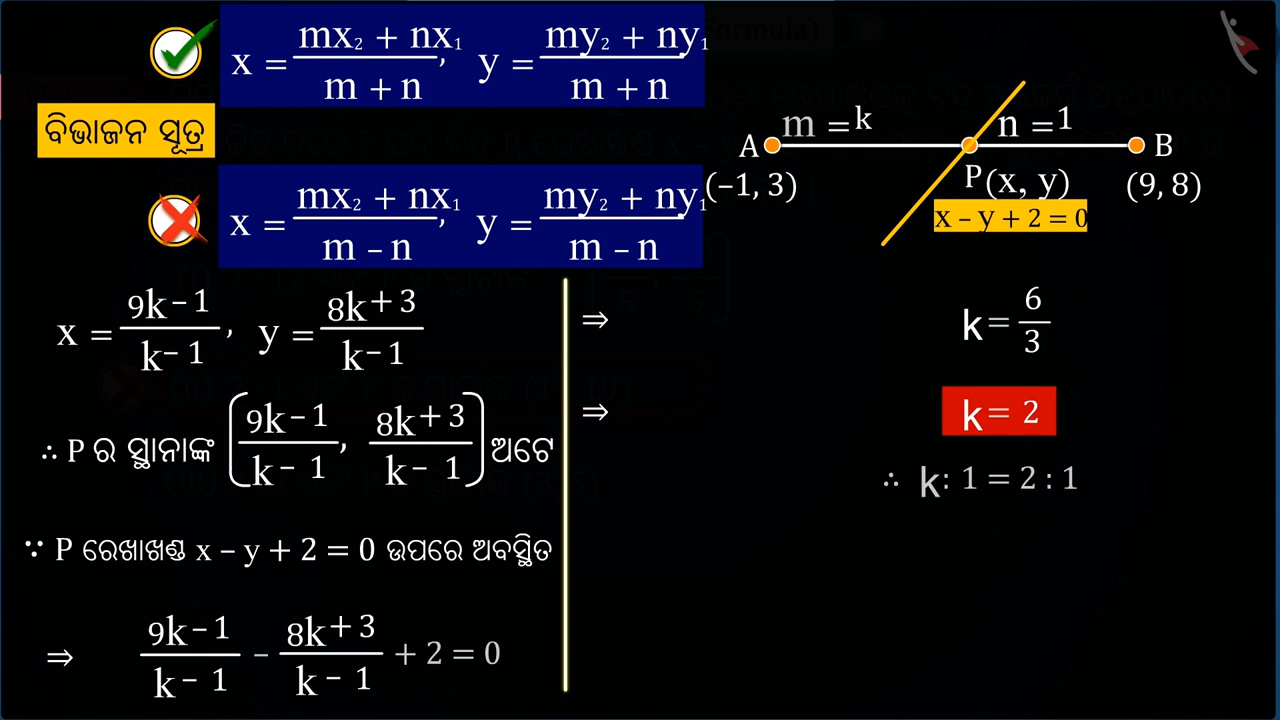 x = (mx₂ + nx₁)/(m + n), y = (my₂ + ny₁)/(m + n)
ବିଭାଜନ ସୂତ୍ର
x = (mx₂ + nx₁)/(m – n), y = (my₂ + ny₁)/(m – n)
m = k n = 1
A B
(–1, 3) P (x, y) (9, 8)
x – y + 2 = 0
x = (9k – 1)/(k – 1), y = (8k + 3)/(k – 1)
∴ P ର ସ୍ଥାନାଙ୍କ [(9k – 1)/(k – 1), (8k + 3)/(k – 1)] ଅଟେ
∵ P ରେଖାଖଣ୍ଡ x – y + 2 = 0 ଉପରେ ଅବସ୍ଥିତ
⇒ (9k – 1)/(k – 1) – (8k + 3)/(k – 1) + 2 = 0
⇒ k = 6/3
⇒ k = 2
∴ k : 1 = 2 : 1